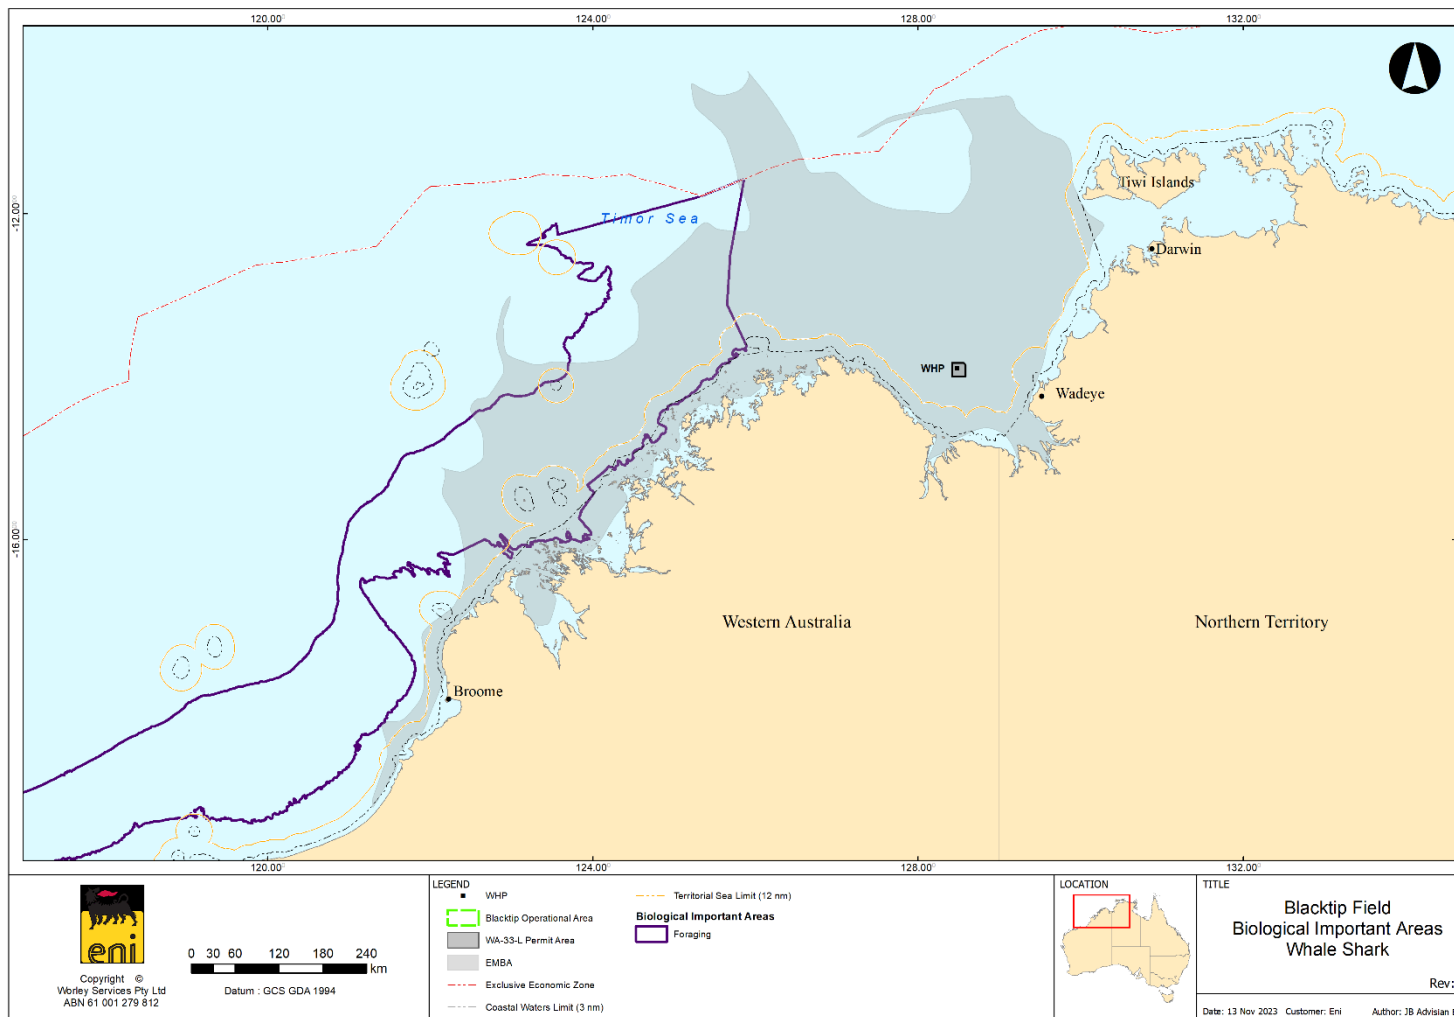 120.00
124.00
128.00
132.00
-12.00
-16.00
Timor Sea
Tiwi Islands
Darwin
WHP
Wadeye
Western Australia
Northern Territory
Broome
120.00
124.00
128.00
132.00
eni
Copyright ©
Worley Services Pty Ltd
ABN 61 001 279 812
0 30 60 120 180 240
km
Datum : GCS GDA 1994
LEGEND
WHP
Blacktip Operational Area
WA-33-L Permit Area
EMBA
Exclusive Economic Zone
Coastal Waters Limit (3 nm)
Territorial Sea Limit (12 nm)
Biological Important Areas
Foraging
LOCATION
TITLE
Blacktip Field
Biological Important Areas
Whale Shark
Rev:
Date: 13 Nov 2023 Customer: Eni Author: JB Advisian